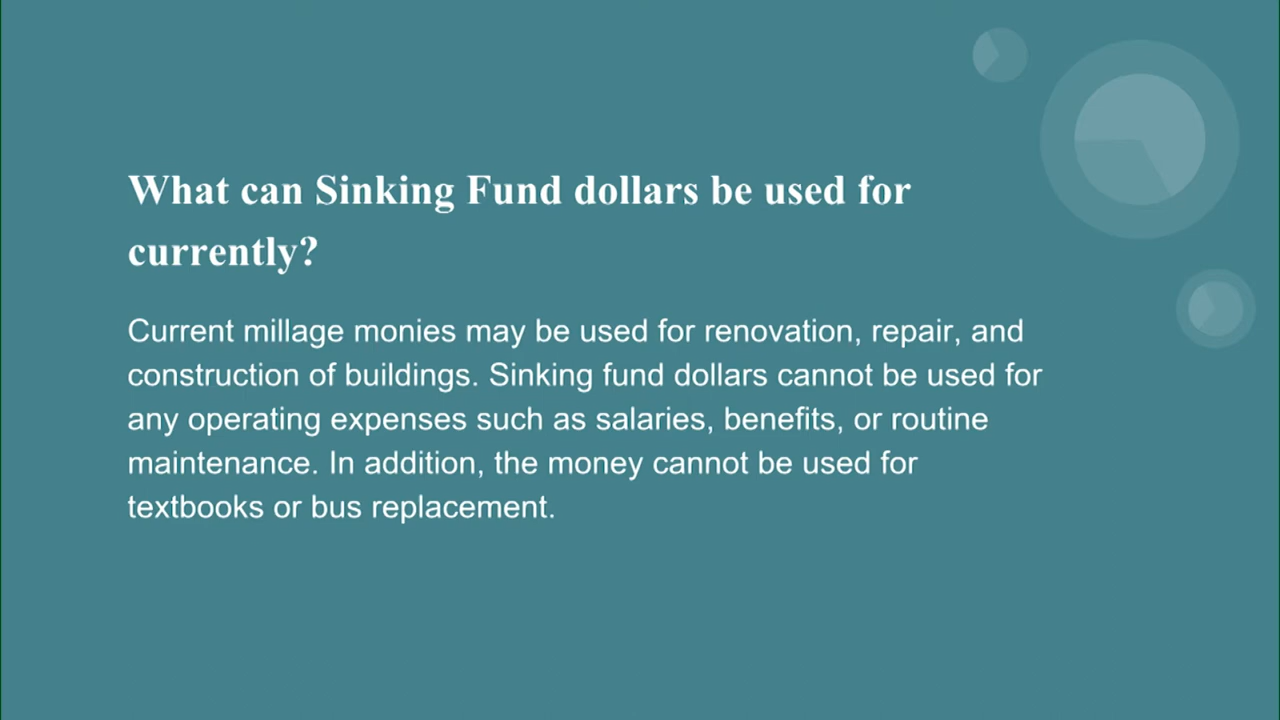 What can Sinking Fund dollars be used for
currently?
Current millage monies may be used for renovation, repair, and
construction of buildings. Sinking fund dollars cannot be used for
any operating expenses such as salaries, benefits, or routine
maintenance. In addition, the money cannot be used for
textbooks or bus replacement.